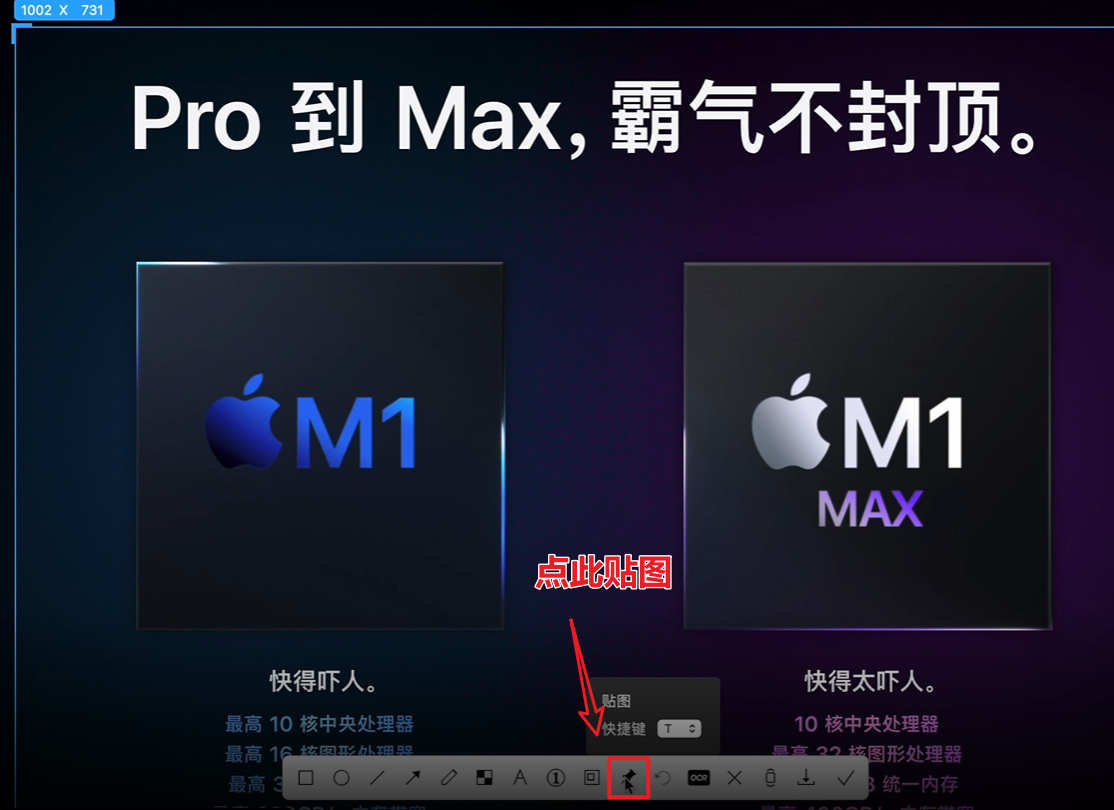 1002 X 731
Pro 到 Max，霸气不封顶。
M1
M1
MAX
点此贴图
快得吓人。
快得太吓人。
贴图
快捷键 T
最高 10 核中央处理器
10 核中央处理器
最高 16 核图形处理器
最高 32 核图形处理器
最高 3
统一内存
A
1
OCR